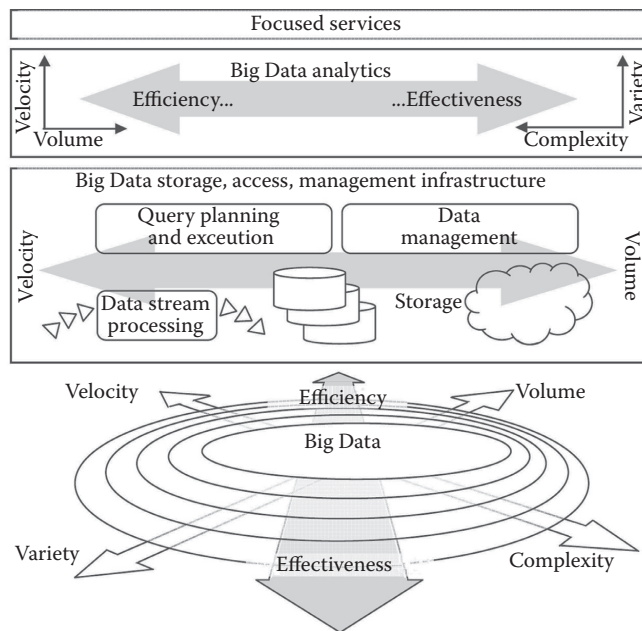 Focused services
Big Data analytics
Velocity
Volume
Efficiency...
...Effectiveness
Complexity
Variety
Big Data storage, access, management infrastructure
Query planning
and exceution
Data
management
Velocity
Volume
Data stream
processing
Storage
Velocity
Efficiency
Volume
Big Data
Variety
Effectiveness
Complexity